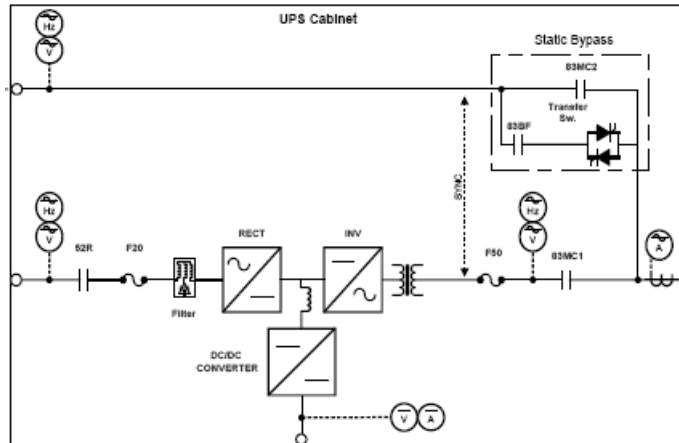 UPS Cabinet
Hz
V
Static Bypass
83MC2
Transfer
Sw.
83BF
SYNC
Hz
V
52R
F20
Filter
RECT
INV
F50
Hz
V
83MC1
A
DC/DC
CONVERTER
V
A